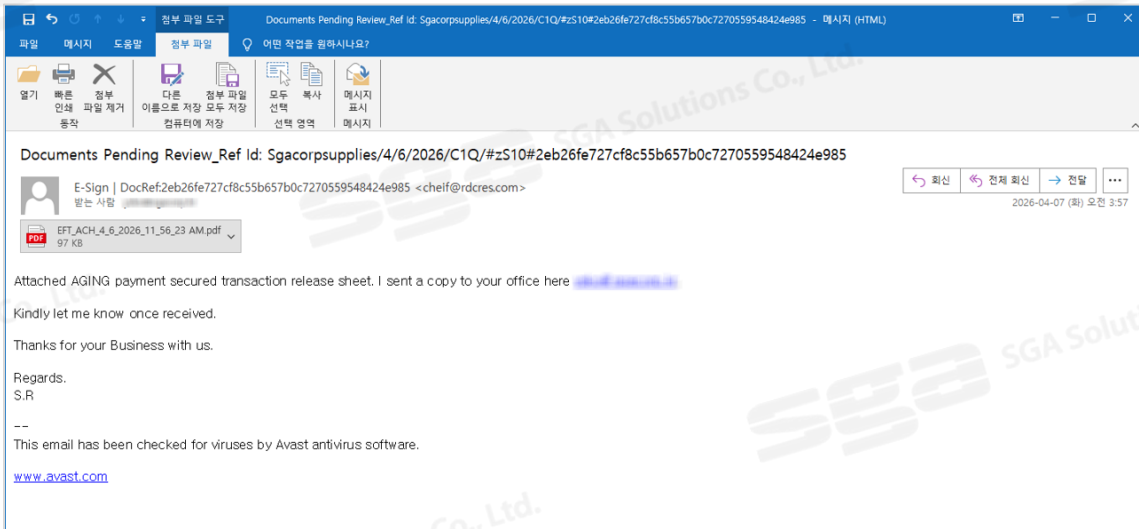 첨부 파일 도구
Documents Pending Review_Ref Id: Sgacorpsupplies/4/6/2026/C1Q/#zS10#2eb26fe727cf8c55b657b0c7270559548424e985 - 메시지 (HTML)
파일 메시지 도움말 첨부 파일 어떤 작업을 원하시나요?
열기 빠른 인쇄 첨부 파일 제거 다른 이름으로 저장 첨부 파일 모두 저장 모두 선택 복사 메시지 표시
동작 컴퓨터에 저장 선택 영역 메시지
Documents Pending Review_Ref Id: Sgacorpsupplies/4/6/2026/C1Q/#zS10#2eb26fe727cf8c55b657b0c7270559548424e985
E-Sign | DocRef:2eb26fe727cf8c55b657b0c7270559548424e985 <cheif@rdcres.com>
받는 사람
회신 전체 회신 전달
2026-04-07 (화) 오전 3:57
PDF
EFT_ACH_4_6_2026_11_56_23 AM.pdf
97 KB
Attached AGING payment secured transaction release sheet. I sent a copy to your office here
Kindly let me know once received.
Thanks for your Business with us.
Regards.
S.R
--
This email has been checked for viruses by Avast antivirus software.
www.avast.com
SGA Solutions Co., Ltd.
sga
SGA Solutions Co., Ltd.